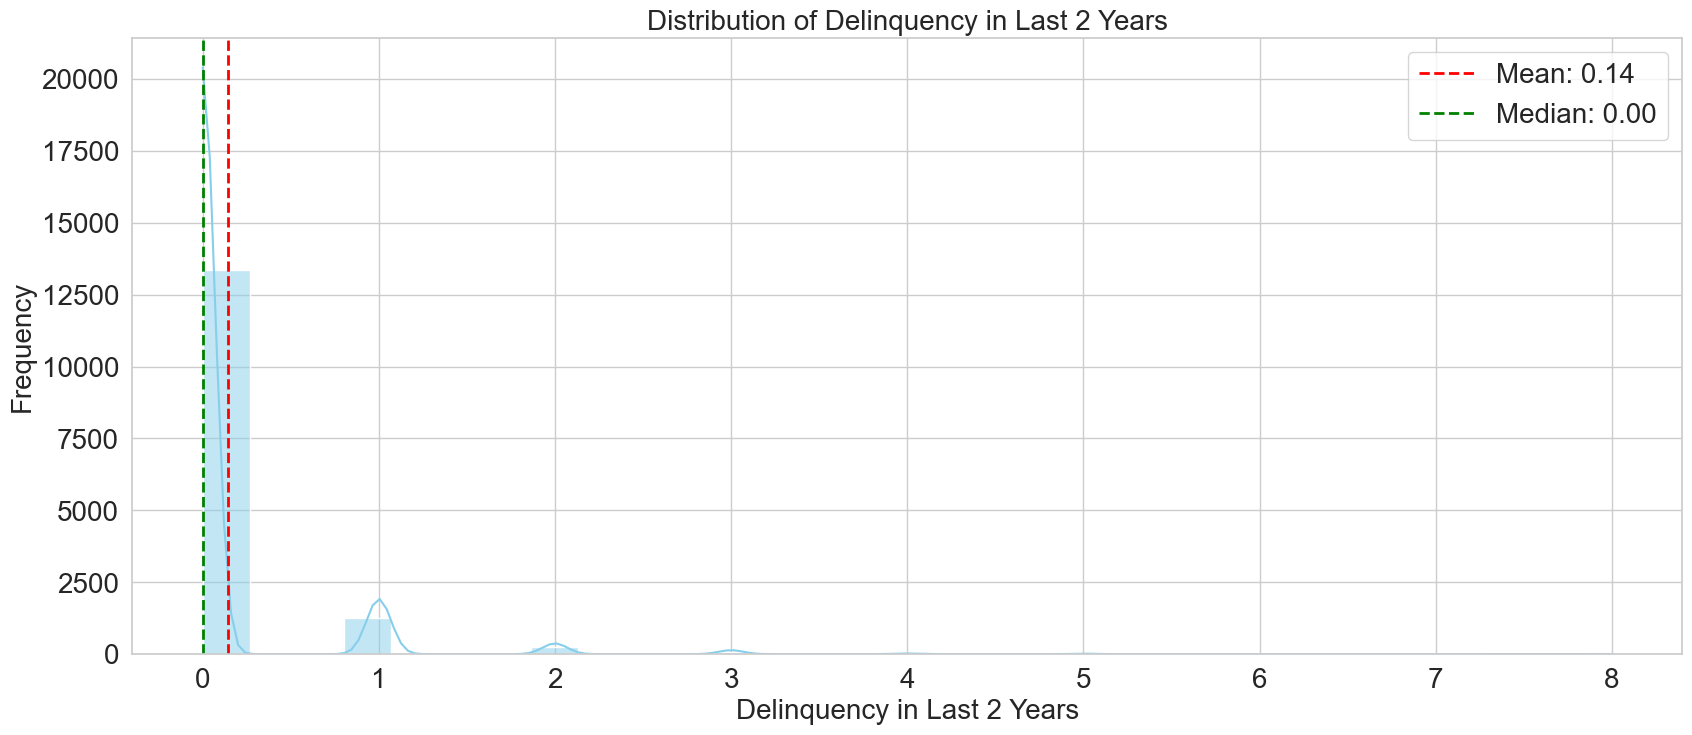 Distribution of Delinquency in Last 2 Years
Mean: 0.14
Median: 0.00
Frequency
20000
17500
15000
12500
10000
7500
5000
2500
0
0 1 2 3 4 5 6 7 8
Delinquency in Last 2 Years